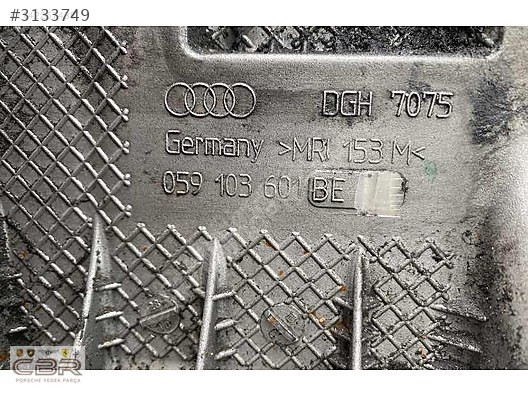 #3133749
DGH 7075
Germany >MRI 153 M<
059 103 601 BE
CBR
PORSCHE YEDEK PARÇA